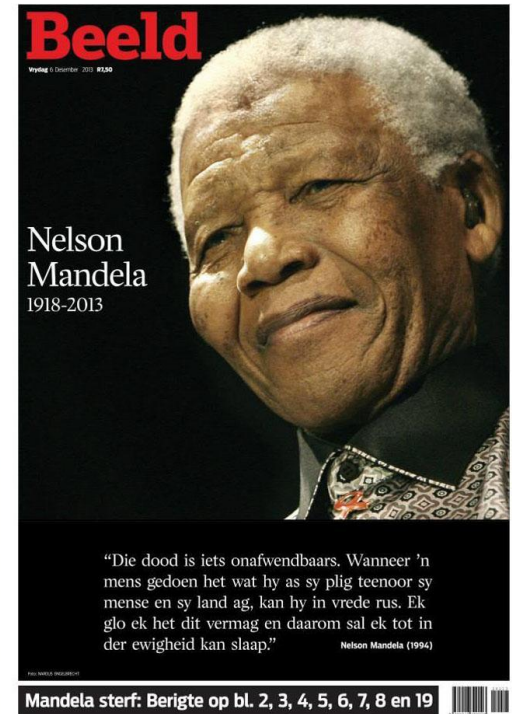 Beeld
Vrydag 6 Desember 2013 R7,50
Nelson
Mandela
1918-2013
“Die dood is iets onafwendbaars. Wanneer ’n
mens gedoen het wat hy as sy plig teenoor sy
mense en sy land ag, kan hy in vrede rus. Ek
glo ek het dit vermag en daarom sal ek tot in
der ewigheid kan slaap.”
Nelson Mandela (1994)
Mandela sterf: Berigte op bl. 2, 3, 4, 5, 6, 7, 8 en 19